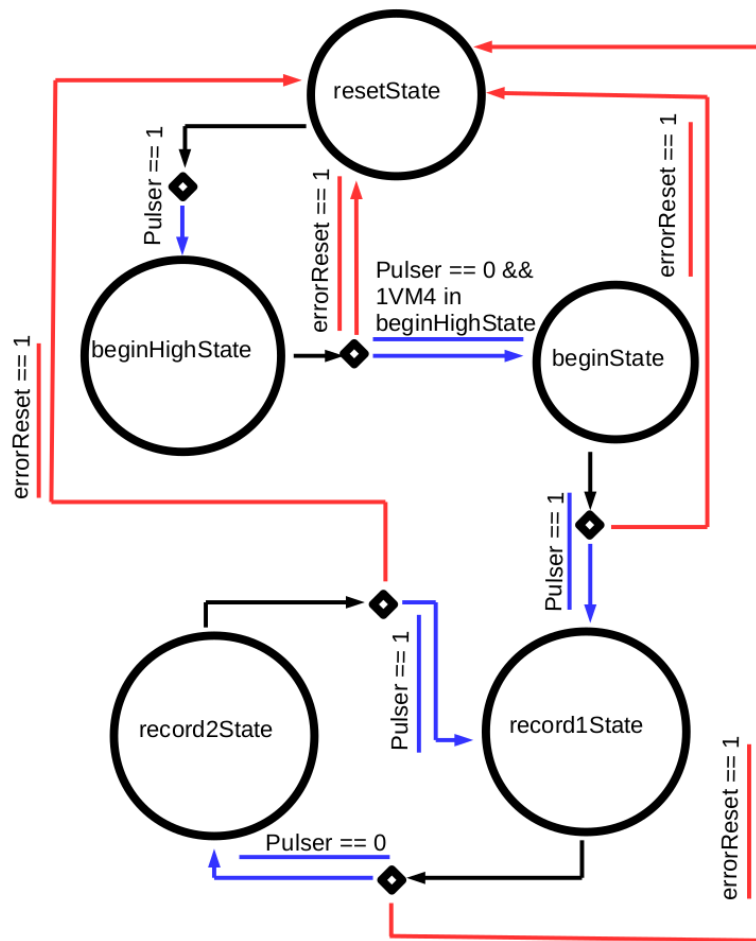 resetState
Pulser == 1
errorReset == 1
errorReset == 1
Pulser == 0 &&
1VM4 in
beginHighState
beginHighState
beginState
errorReset == 1
Pulser == 1
Pulser == 1
record2State
record1State
Pulser == 0
errorReset == 1